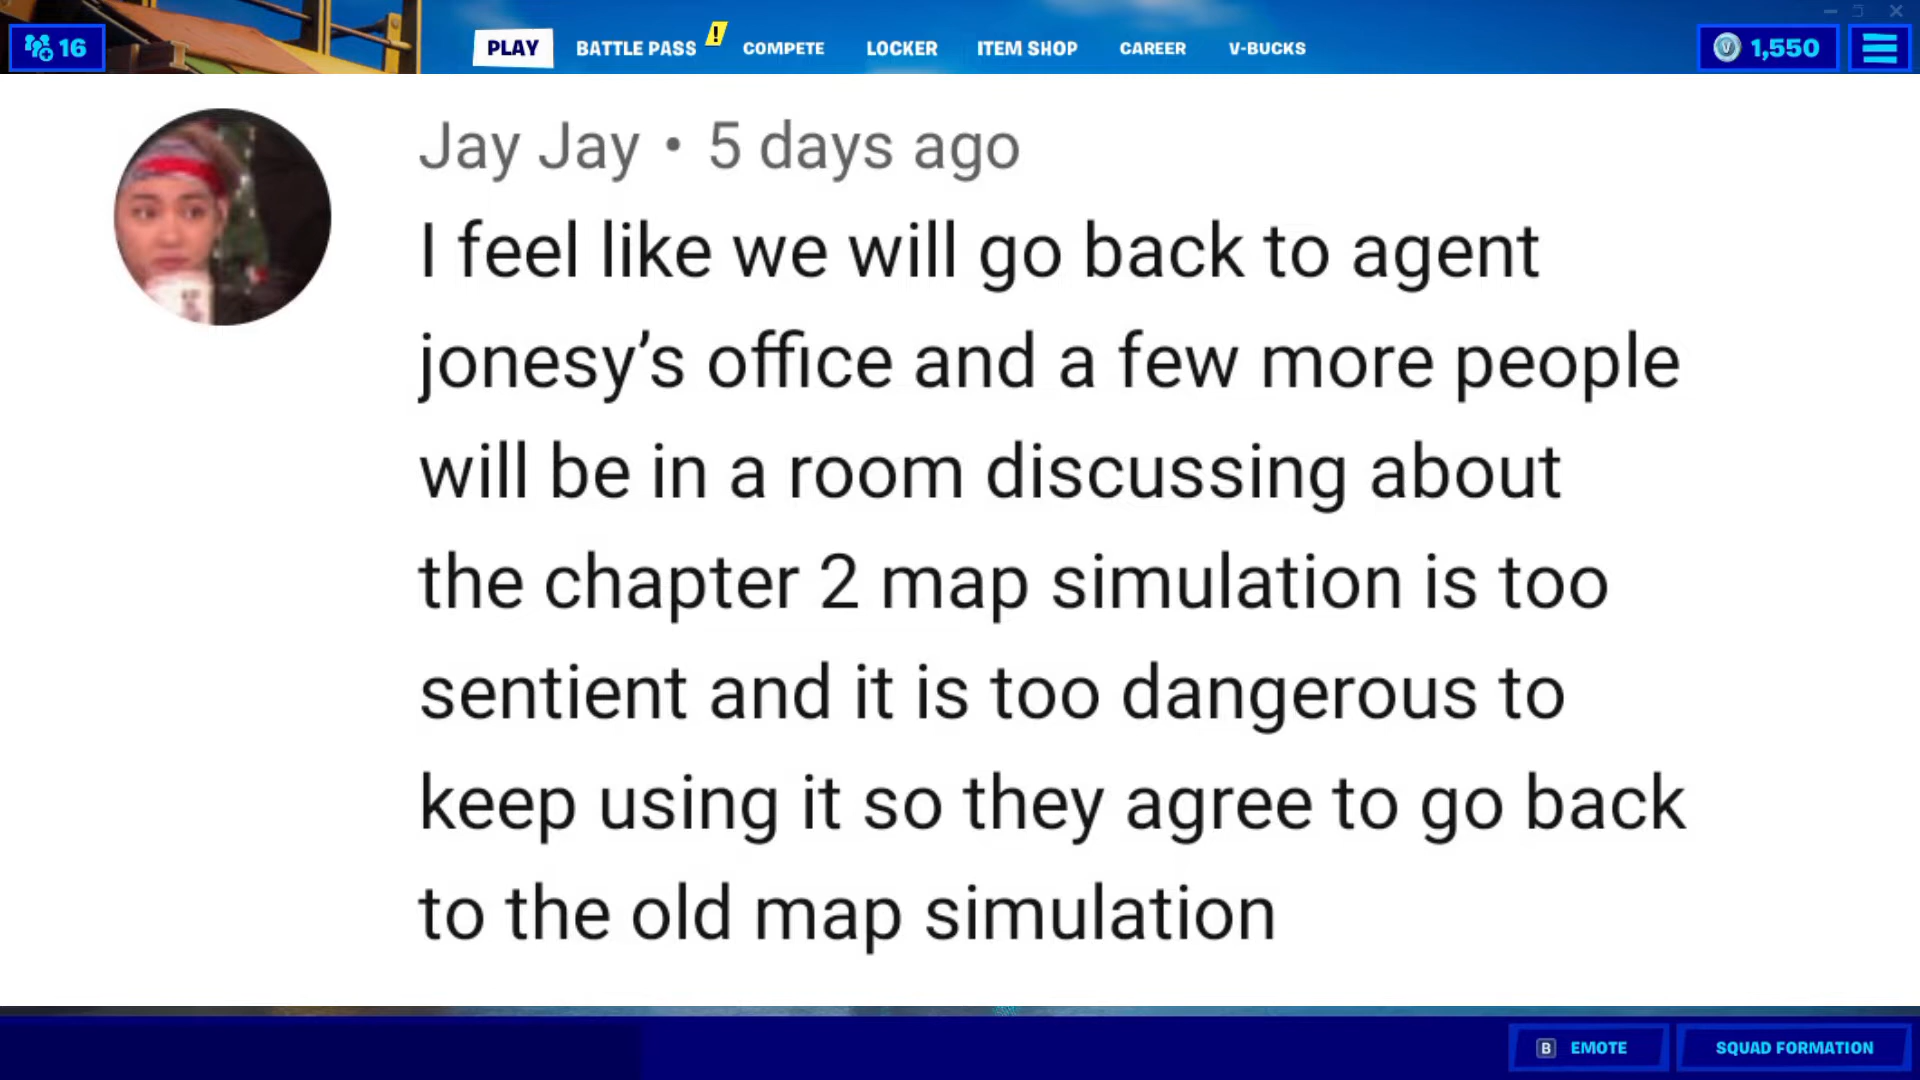 16
PLAY
BATTLE PASS
!
COMPETE
LOCKER
ITEM SHOP
CAREER
V-BUCKS
V
1,550
Jay Jay • 5 days ago
I feel like we will go back to agent
jonesy’s office and a few more people
will be in a room discussing about
the chapter 2 map simulation is too
sentient and it is too dangerous to
keep using it so they agree to go back
to the old map simulation
B EMOTE
SQUAD FORMATION